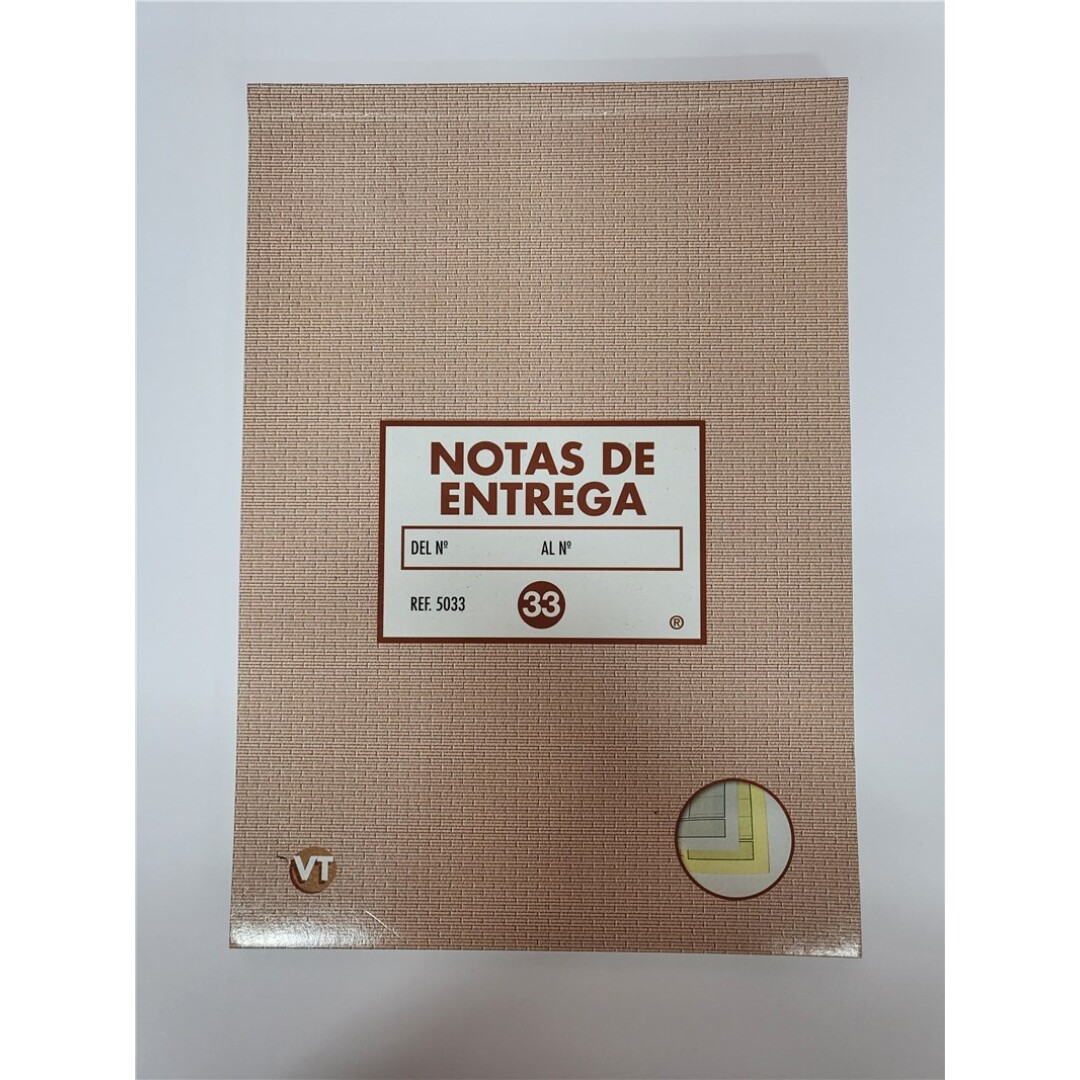 NOTAS DE
ENTREGA
DEL Nº AL Nº
REF. 5033 33 ®
VT